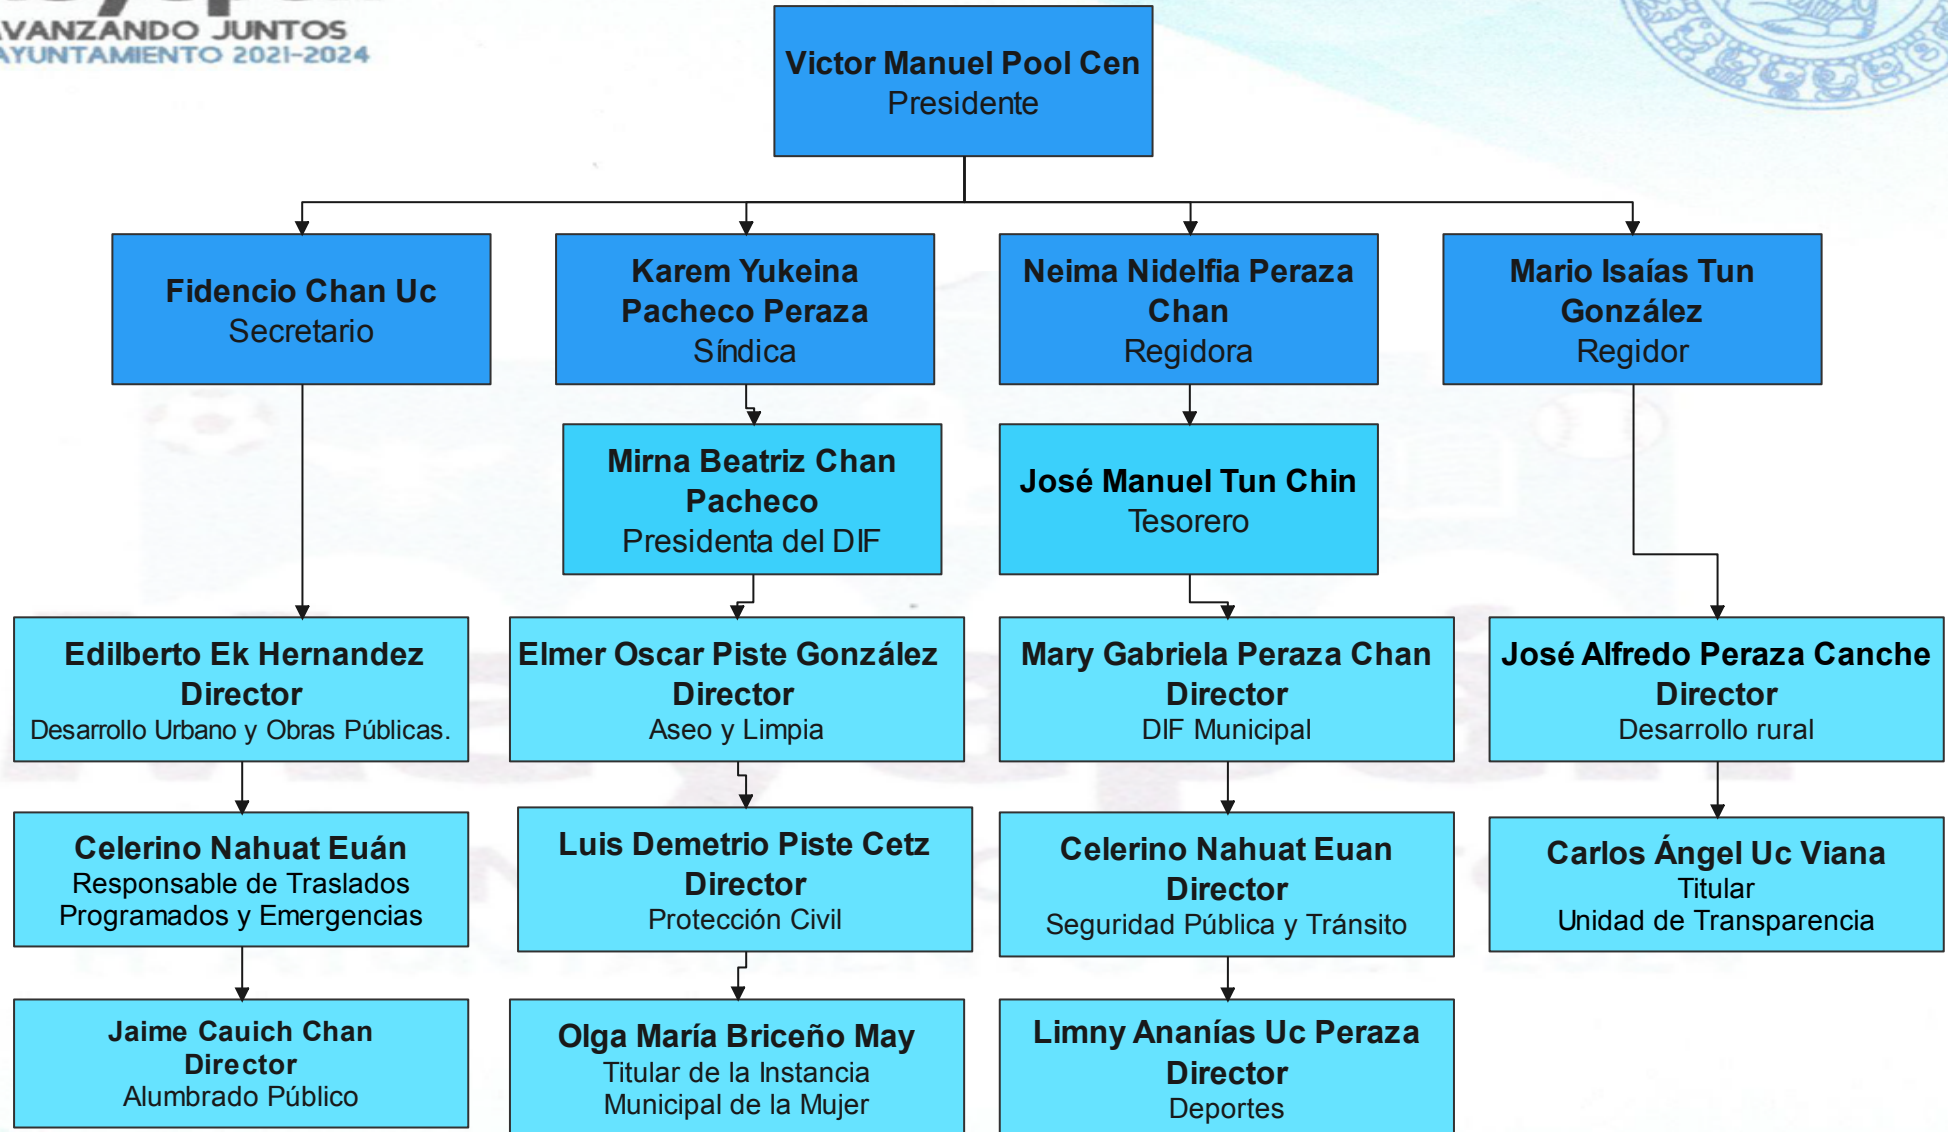 AVANZANDO JUNTOS
AYUNTAMIENTO 2021-2024
Victor Manuel Pool Cen
Presidente
Fidencio Chan Uc
Secretario
Karem Yukeina
Pacheco Peraza
Síndica
Neima Nidelfia Peraza
Chan
Regidora
Mario Isaías Tun
González
Regidor
Mirna Beatriz Chan
Pacheco
Presidenta del DIF
José Manuel Tun Chin
Tesorero
Edilberto Ek Hernandez
Director
Desarrollo Urbano y Obras Públicas.
Elmer Oscar Piste González
Director
Aseo y Limpia
Mary Gabriela Peraza Chan
Director
DIF Municipal
José Alfredo Peraza Canche
Director
Desarrollo rural
Celerino Nahuat Euán
Responsable de Traslados
Programados y Emergencias
Luis Demetrio Piste Cetz
Director
Protección Civil
Celerino Nahuat Euan
Director
Seguridad Pública y Tránsito
Carlos Ángel Uc Viana
Titular
Unidad de Transparencia
Jaime Cauich Chan
Director
Alumbrado Público
Olga María Briceño May
Titular de la Instancia
Municipal de la Mujer
Limny Ananías Uc Peraza
Director
Deportes